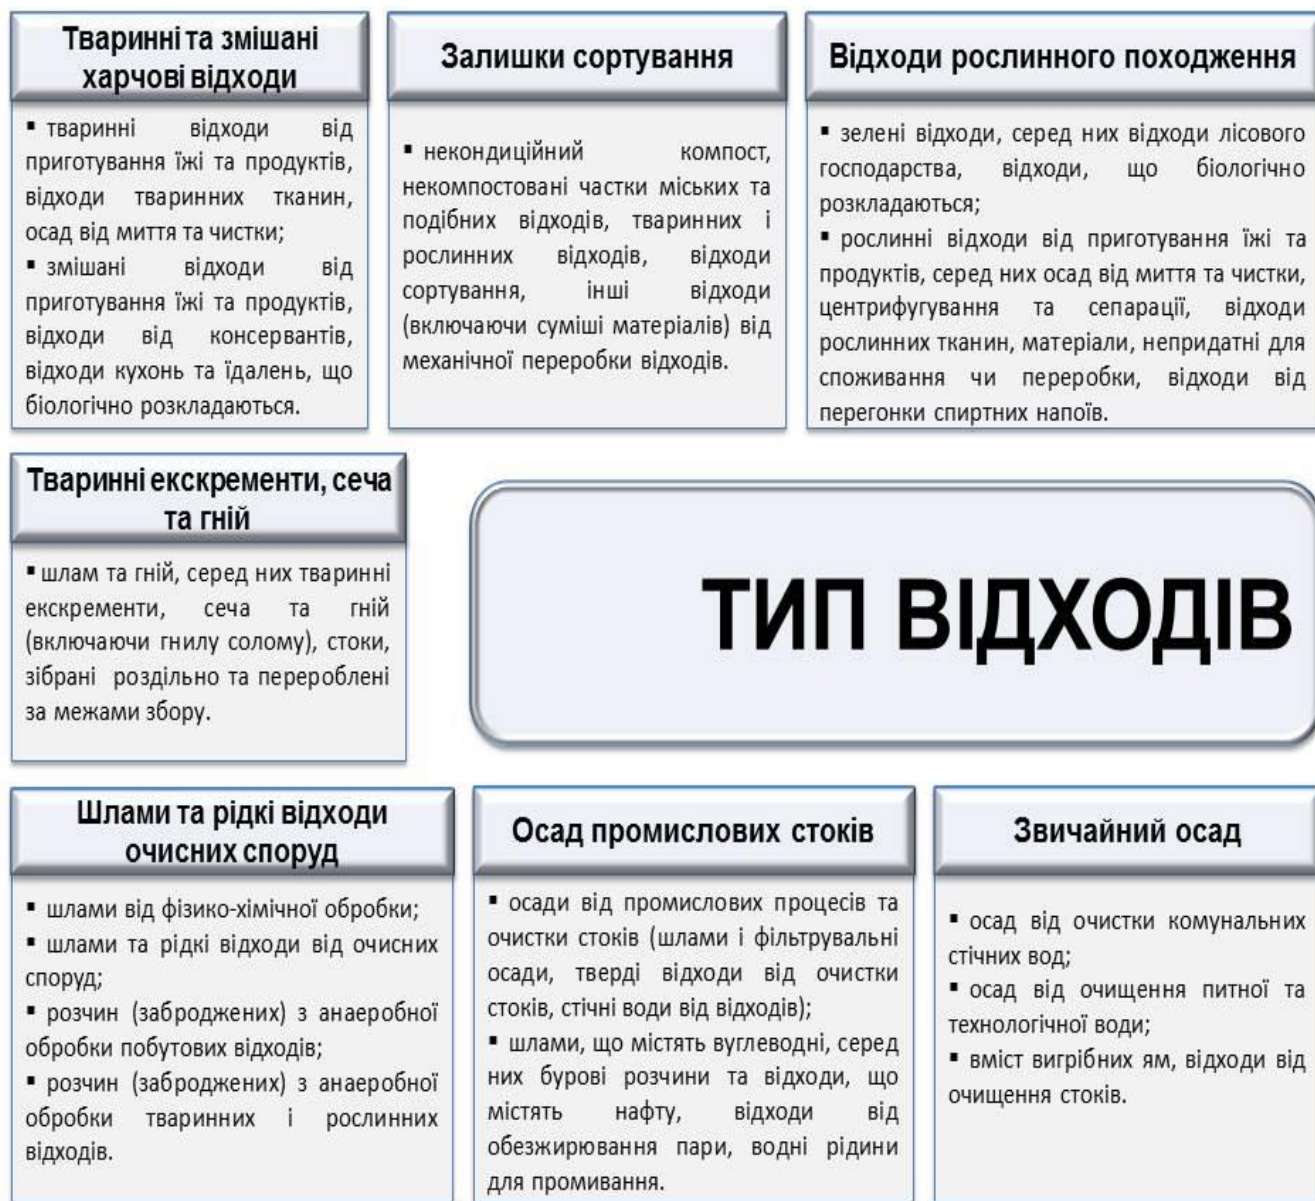 Тваринні та змішані
харчові відходи
▪ тваринні відходи від
приготування їжі та продуктів,
відходи тваринних тканин,
осад від миття та чистки;
▪ змішані відходи від
приготування їжі та продуктів,
відходи від консервантів,
відходи кухонь та їдалень, що
біологічно розкладаються.
Залишки сортування
▪ некондиційний компост,
некомпостовані частки міських та
подібних відходів, тваринних і
рослинних відходів, відходи
сортування, інші відходи
(включаючи суміші матеріалів) від
механічної переробки відходів.
Відходи рослинного походження
▪ зелені відходи, серед них відходи лісового
господарства, відходи, що біологічно
розкладаються;
▪ рослинні відходи від приготування їжі та
продуктів, серед них осад від миття та чистки,
центрифугування та сепарації, відходи
рослинних тканин, матеріали, непридатні для
споживання чи переробки, відходи від
перегонки спиртних напоїв.
Тваринні екскременти, сеча
та гній
▪ шлам та гній, серед них тваринні
екскременти, сеча та гній
(включаючи гнилу солому), стоки,
зібрані роздільно та перероблені
за межами збору.
ТИП ВІДХОДІВ
Шлами та рідкі відходи
очисних споруд
▪ шлами від фізико-хімічної обробки;
▪ шлами та рідкі відходи від очисних
споруд;
▪ розчин (заброджених) з анаеробної
обробки побутових відходів;
▪ розчин (заброджених) з анаеробної
обробки тваринних і рослинних
відходів.
Осад промислових стоків
▪ осади від промислових процесів та
очистки стоків (шлами і фільтрувальні
осади, тверді відходи від очистки
стоків, стічні води від відходів);
▪ шлами, що містять вуглеводні, серед
них бурові розчини та відходи, що
містять нафту, відходи від
обезжирювання пари, водні рідини
для промивання.
Звичайний осад
▪ осад від очистки комунальних
стічних вод;
▪ осад від очищення питної та
технологічної води;
▪ вміст вигрібних ям, відходи від
очищення стоків.